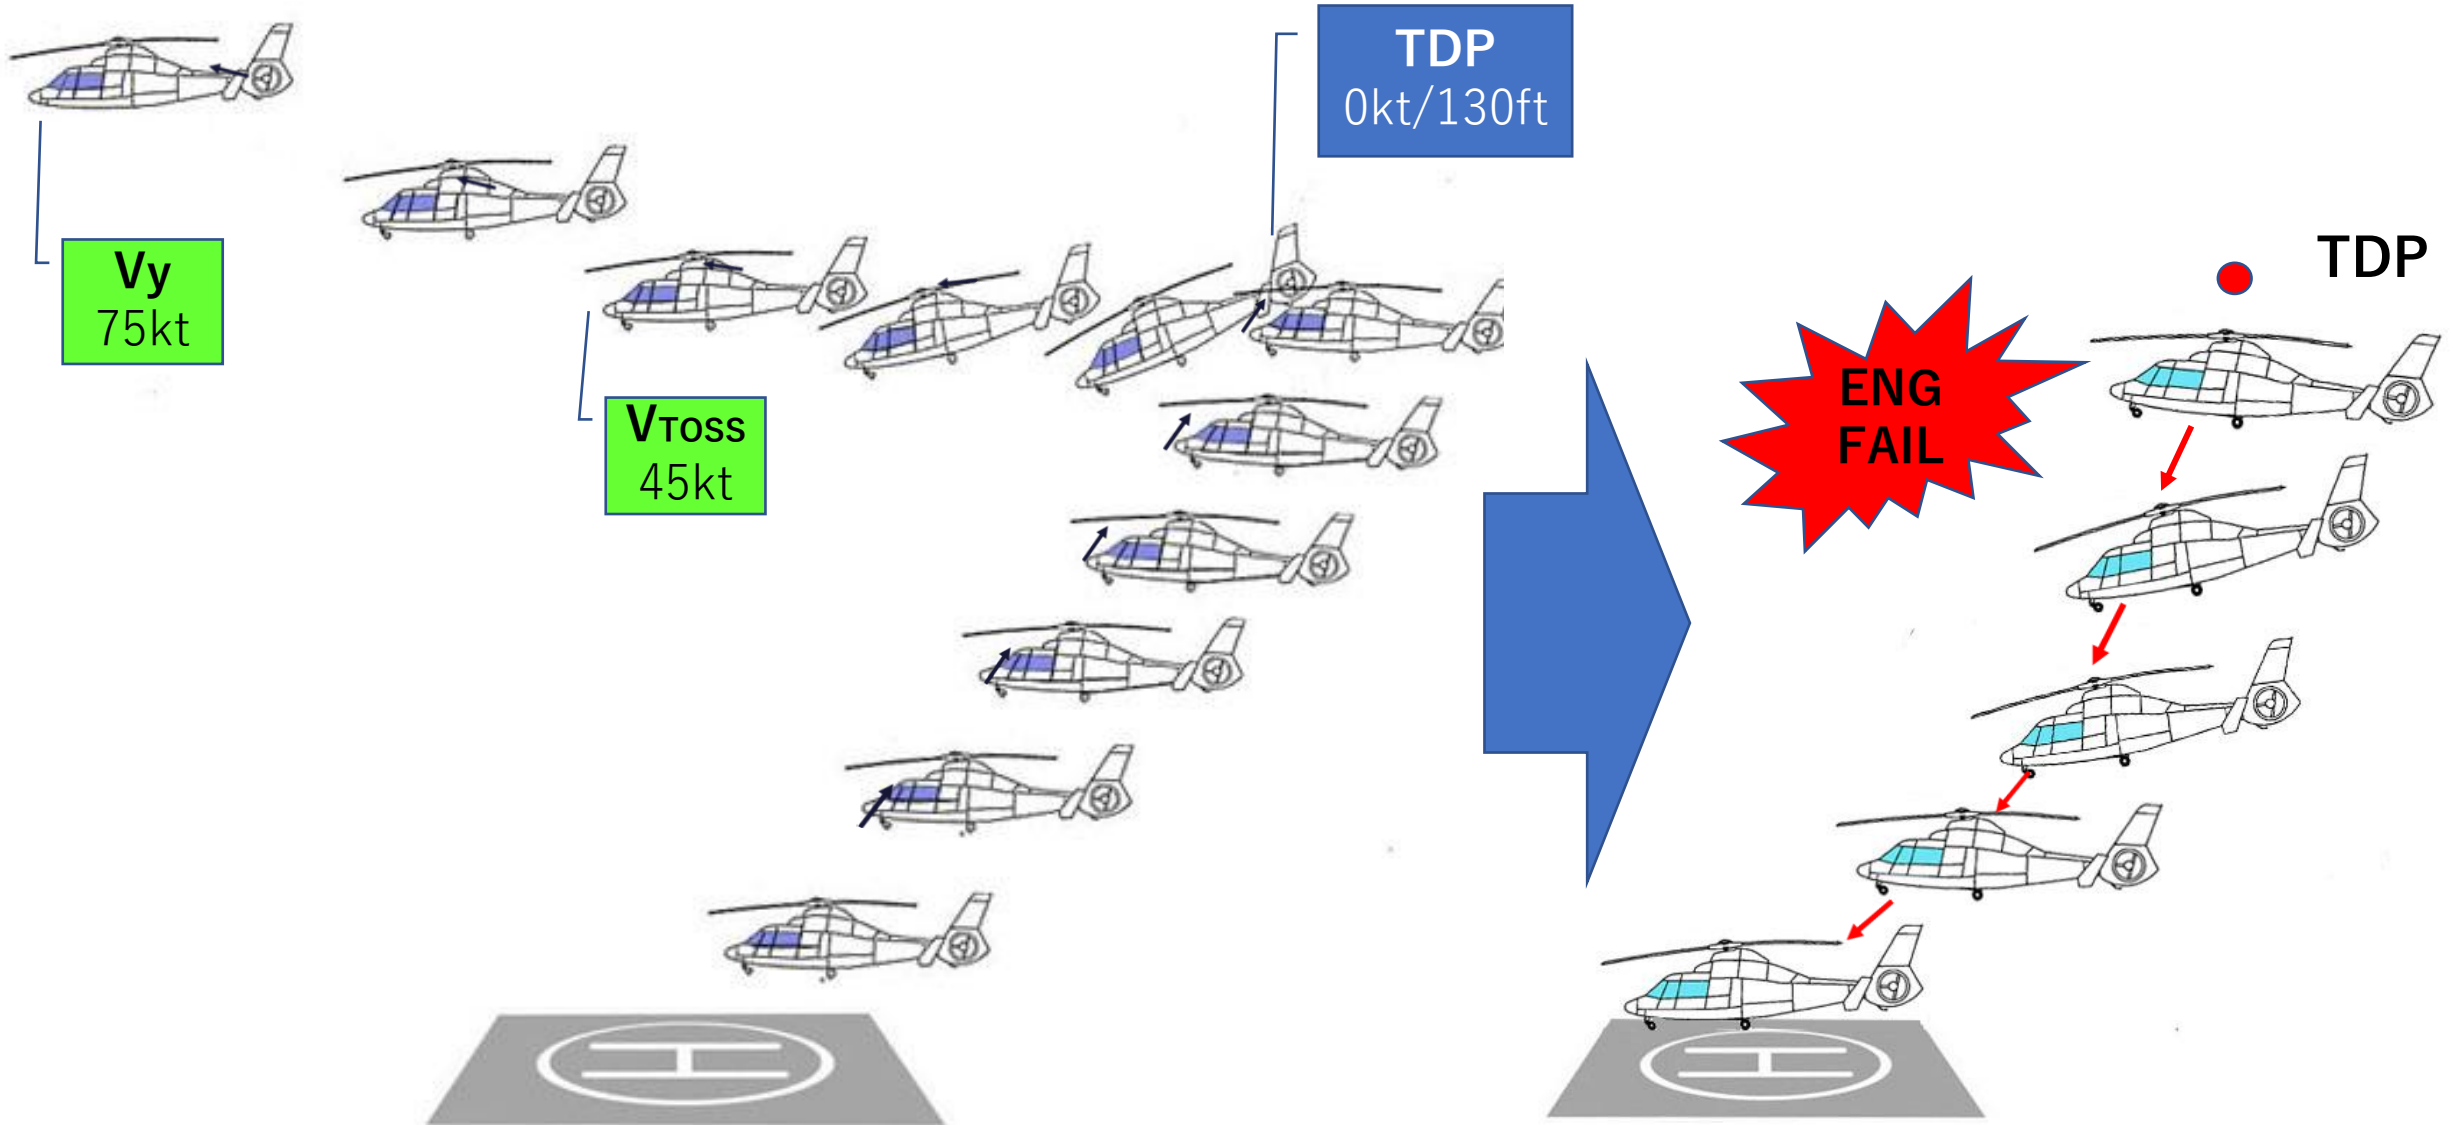 TDP
0kt/130ft
Vy
75kt
VTOSS
45kt
ENG
FAIL
TDP
H
H